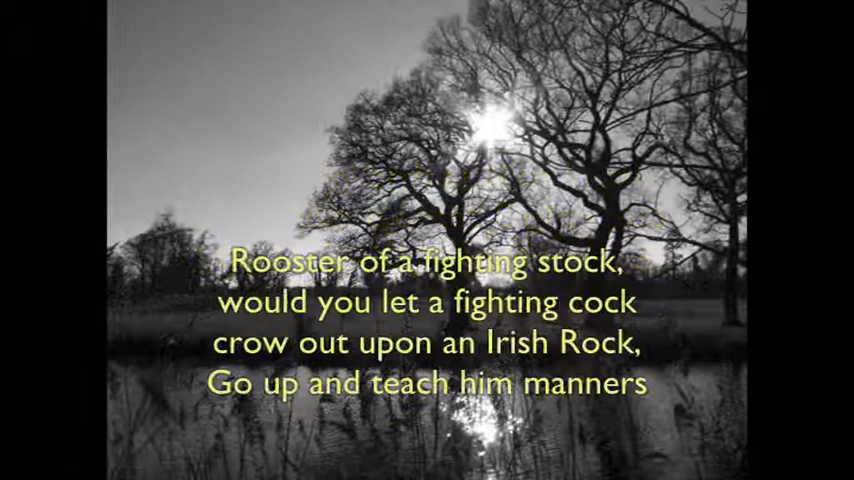 Rooster of a fighting stock,
would you let a fighting cock
crow out upon an Irish Rock,
Go up and teach him manners